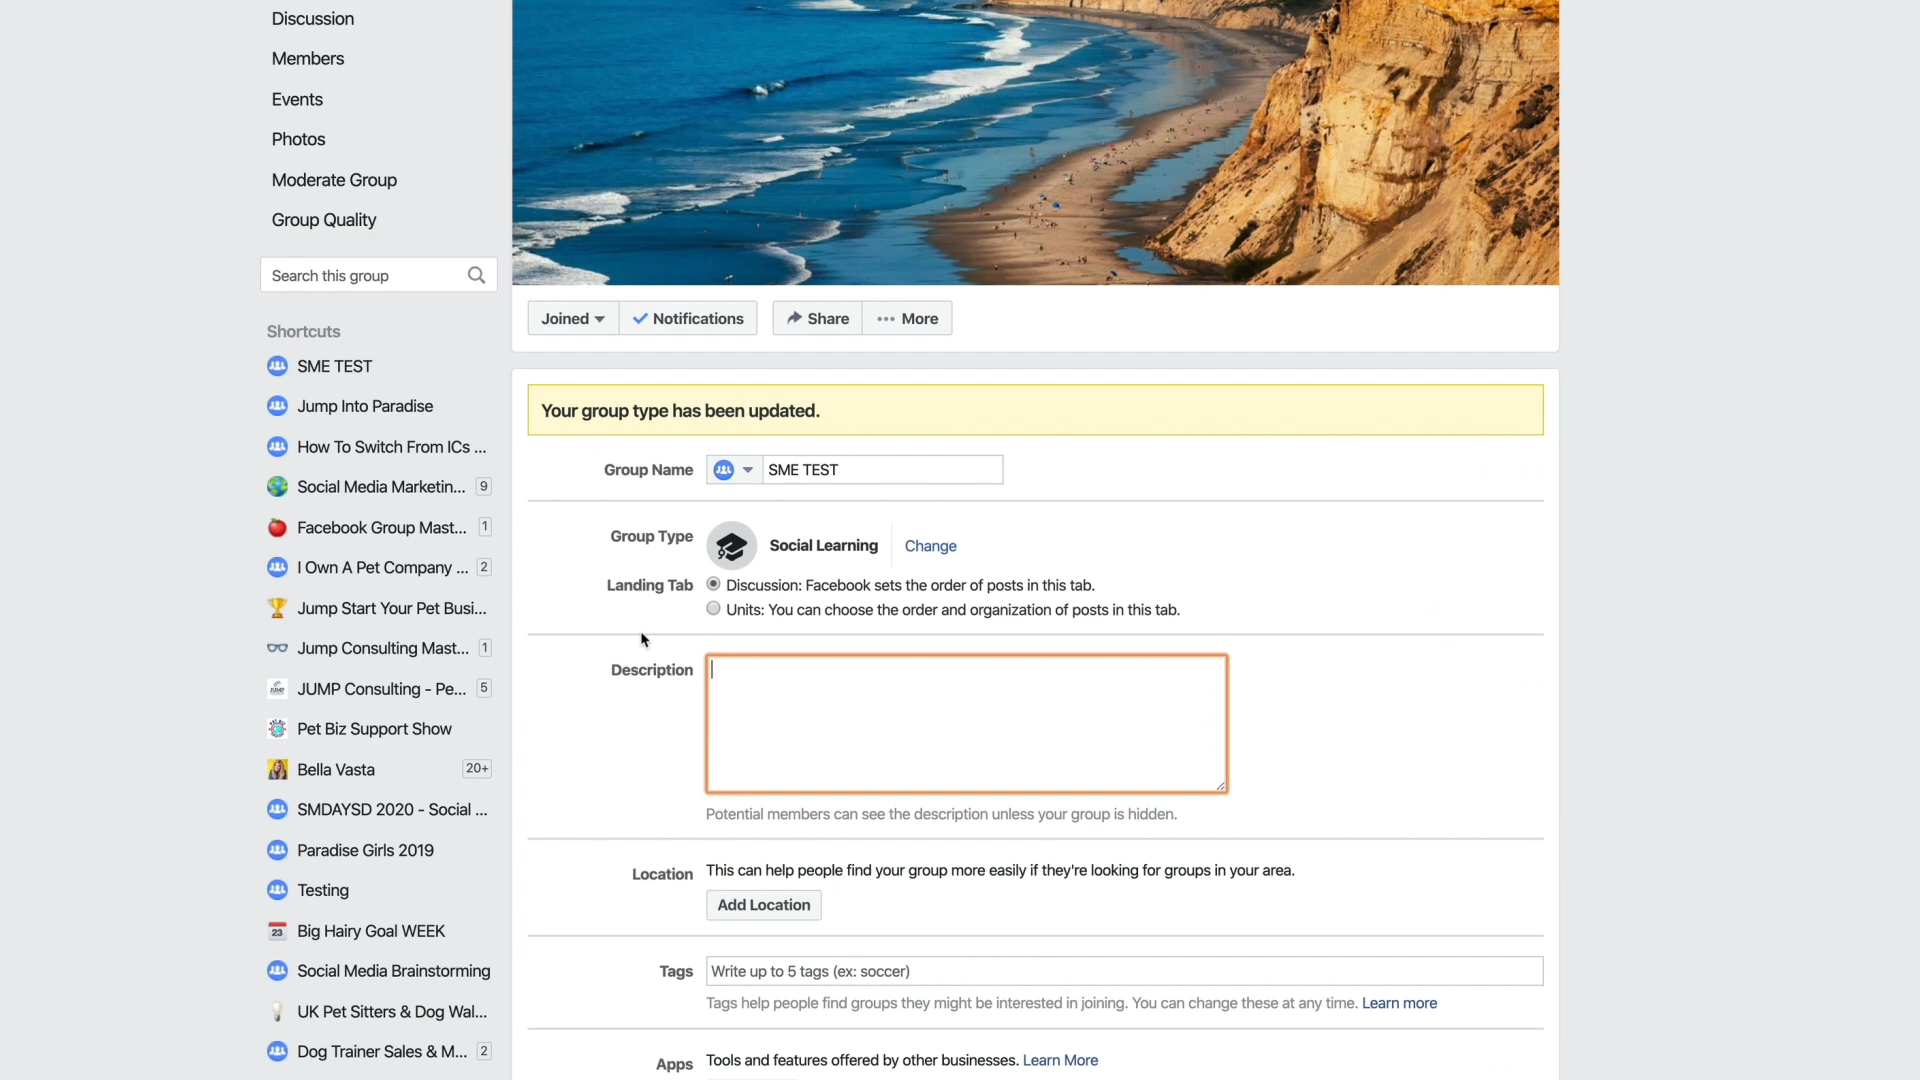 Discussion
Members
Events
Photos
Moderate Group
Group Quality
Search this group
Shortcuts
SME TEST
Jump Into Paradise
How To Switch From ICs ...
Social Media Marketin... 9
Facebook Group Mast... 1
I Own A Pet Company ... 2
Jump Start Your Pet Busi...
Jump Consulting Mast... 1
JUMP Consulting - Pe... 5
Pet Biz Support Show
Bella Vasta 20+
SMDAYSD 2020 - Social ...
Paradise Girls 2019
Testing
23 Big Hairy Goal WEEK
Social Media Brainstorming
UK Pet Sitters & Dog Wal...
Dog Trainer Sales & M... 2
Joined Notifications Share More
Your group type has been updated.
Group Name SME TEST
Group Type Social Learning Change
Landing Tab Discussion: Facebook sets the order of posts in this tab.
Units: You can choose the order and organization of posts in this tab.
Description
Potential members can see the description unless your group is hidden.
Location This can help people find your group more easily if they're looking for groups in your area.
Add Location
Tags Write up to 5 tags (ex: soccer)
Tags help people find groups they might be interested in joining. You can change these at any time. Learn more
Apps Tools and features offered by other businesses. Learn More